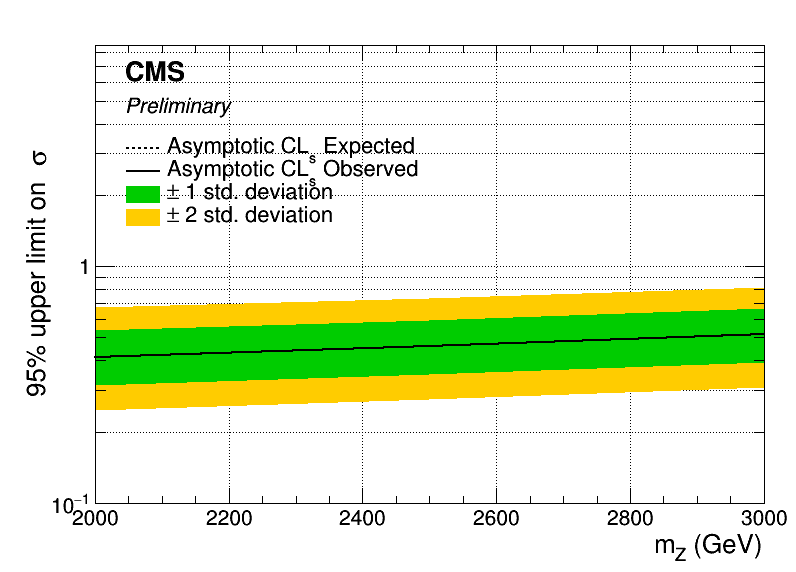 CMS
Preliminary
Asymptotic CLs Expected
Asymptotic CLs Observed
± 1 std. deviation
± 2 std. deviation
95% upper limit on σ
1
10⁻¹
2000 2200 2400 2600 2800 3000
m_Z (GeV)